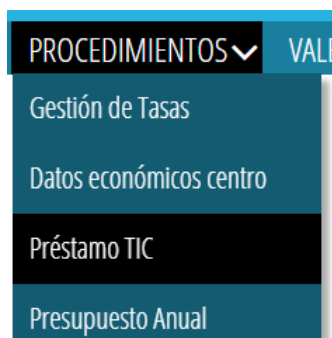 PROCEDIMIENTOS
Gestión de Tasas
Datos económicos centro
Préstamo TIC
Presupuesto Anual